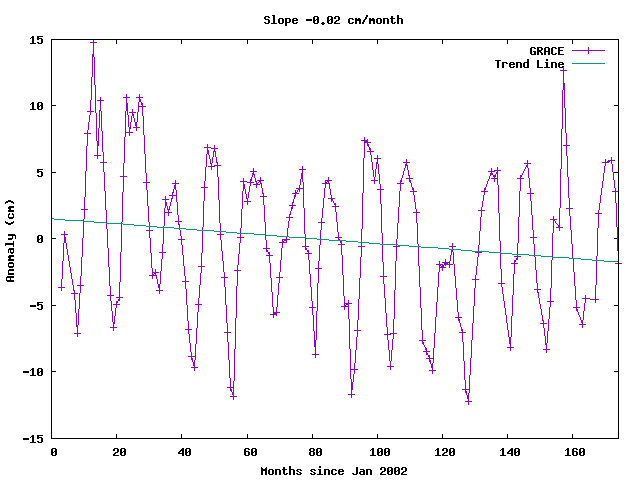 Slope -0.02 cm/month
GRACE
Trend Line
15
10
5
0
-5
-10
-15
Anomaly (cm)
0 20 40 60 80 100 120 140 160
Months since Jan 2002